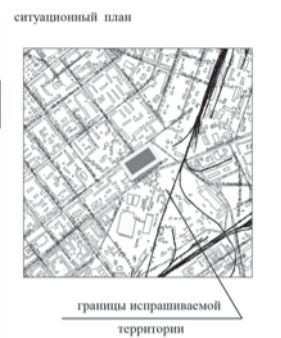 ситуационный план
границы испрашиваемой
территории